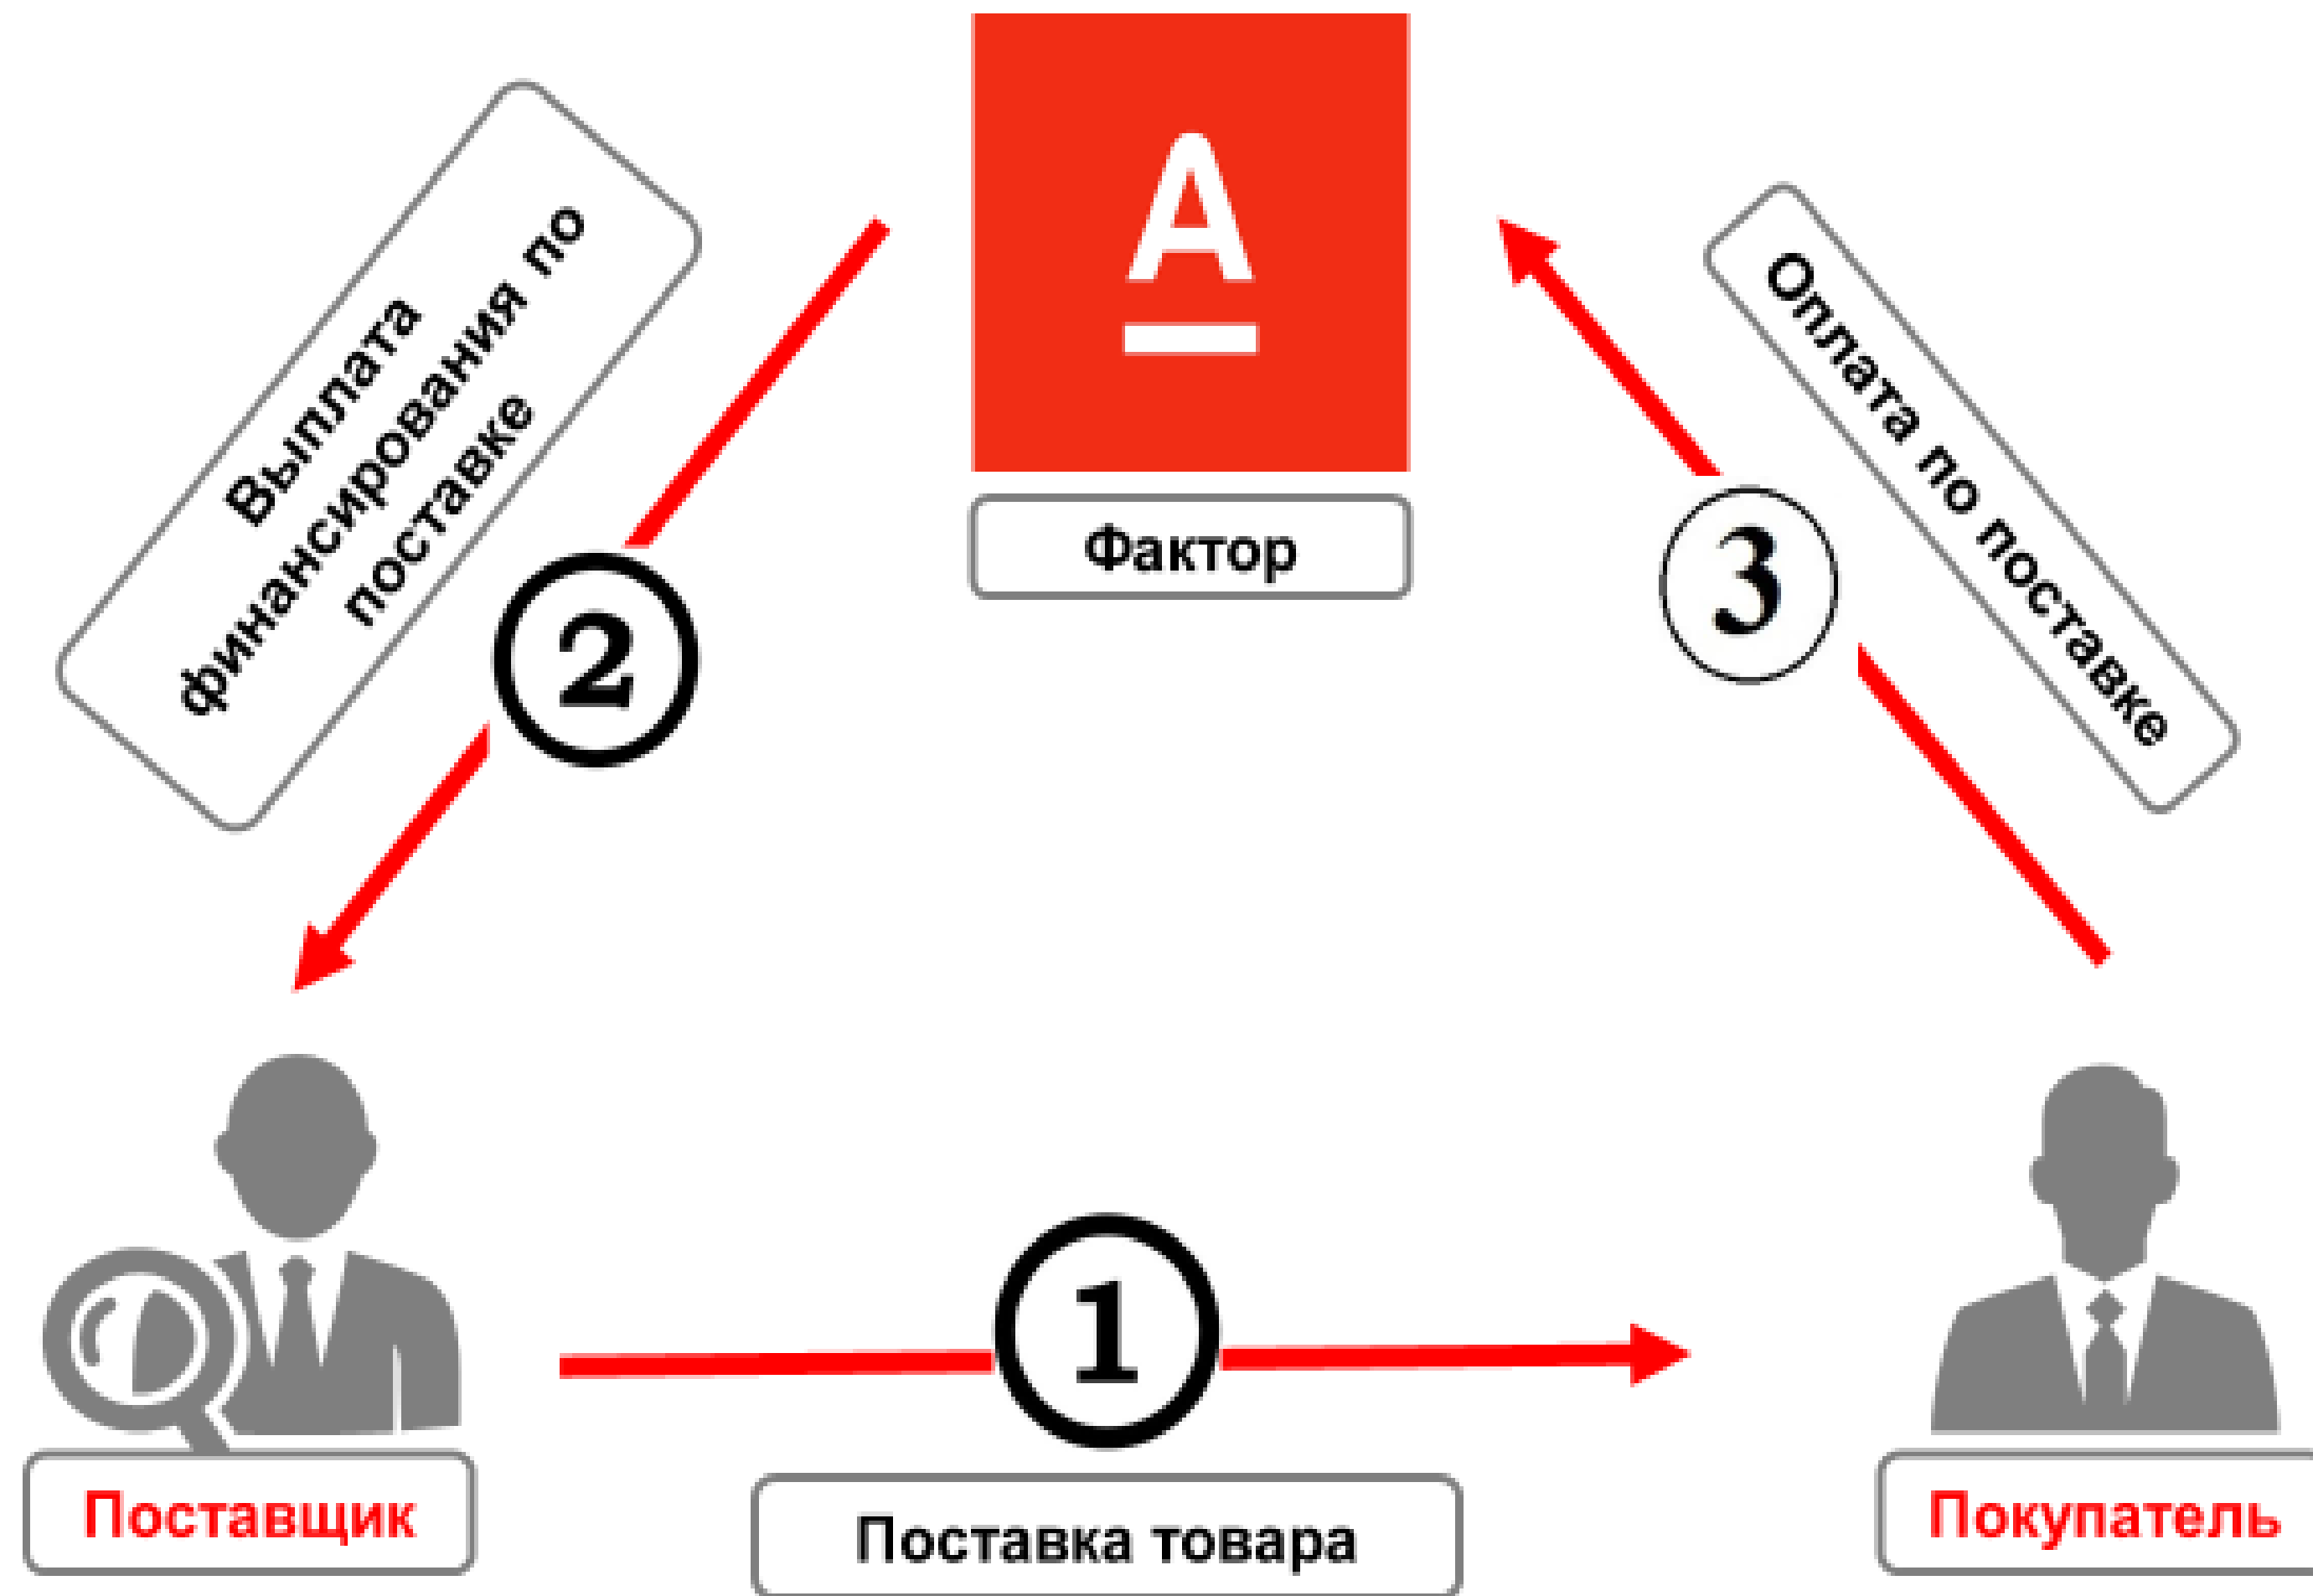 A
Фактор
Выплата
финансирования по
поставке
2
Оплата по поставке
3
1
Поставщик
Поставка товара
Покупатель